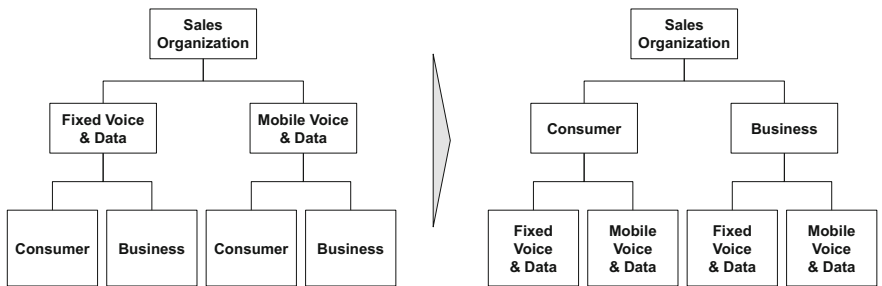 Sales
Organization
Fixed Voice
& Data
Mobile Voice
& Data
Consumer
Business
Consumer
Business
Sales
Organization
Consumer
Business
Fixed
Voice
& Data
Mobile
Voice
& Data
Fixed
Voice
& Data
Mobile
Voice
& Data